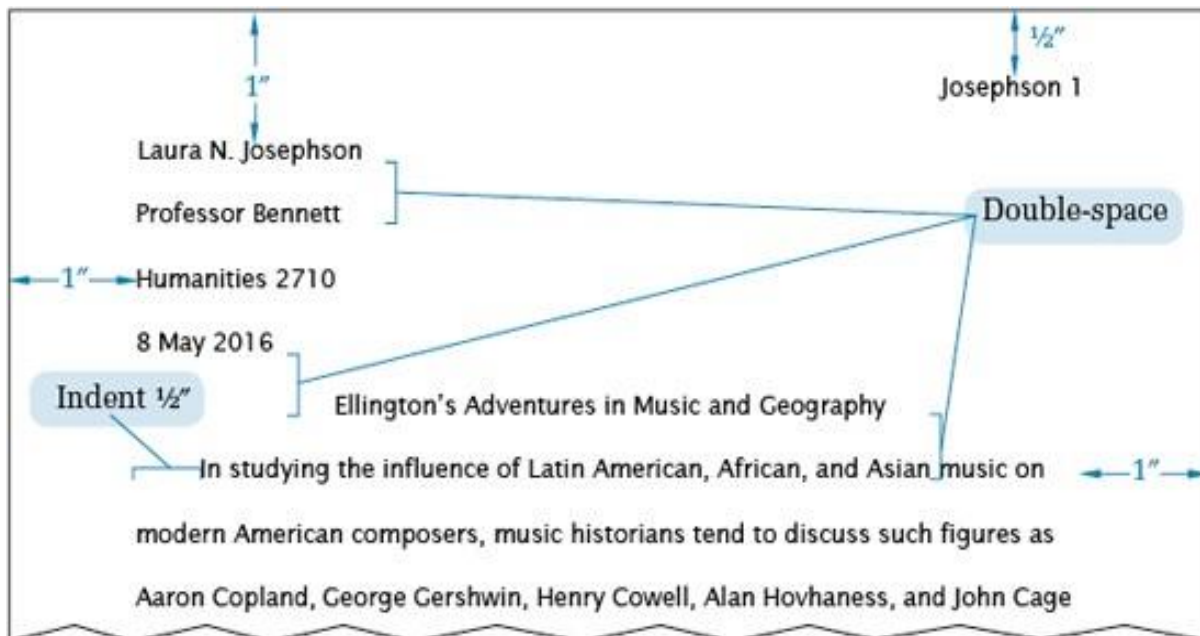 ½″
1″
Josephson 1
Laura N. Josephson
Professor Bennett
Double-space
1″ Humanities 2710
8 May 2016
Indent ½″
Ellington's Adventures in Music and Geography
In studying the influence of Latin American, African, and Asian music on 1″
modern American composers, music historians tend to discuss such figures as
Aaron Copland, George Gershwin, Henry Cowell, Alan Hovhaness, and John Cage